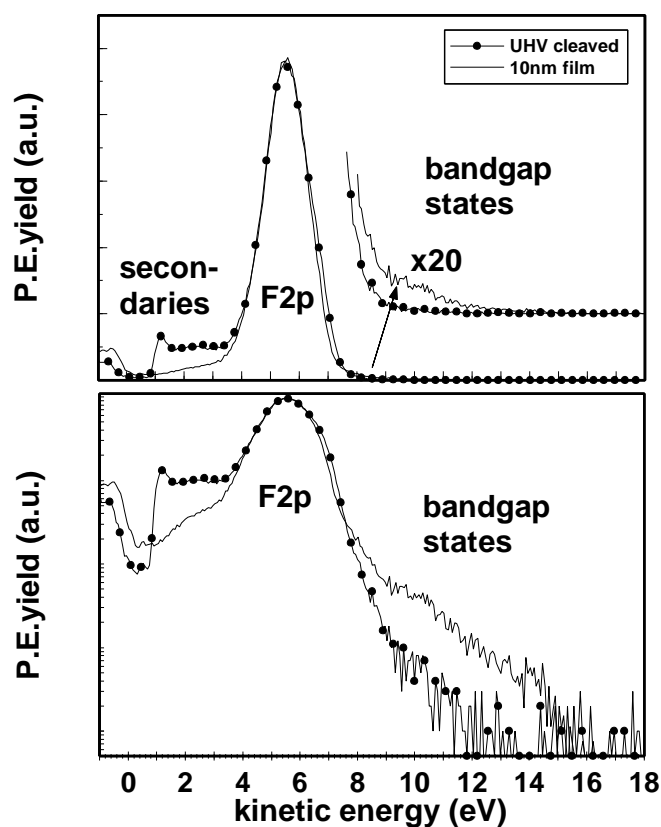 UHV cleaved
10nm film
P.E.yield (a.u.)
bandgap
states
x20
secon-
daries
F2p
P.E.yield (a.u.)
F2p
bandgap
states
0 2 4 6 8 10 12 14 16 18
kinetic energy (eV)